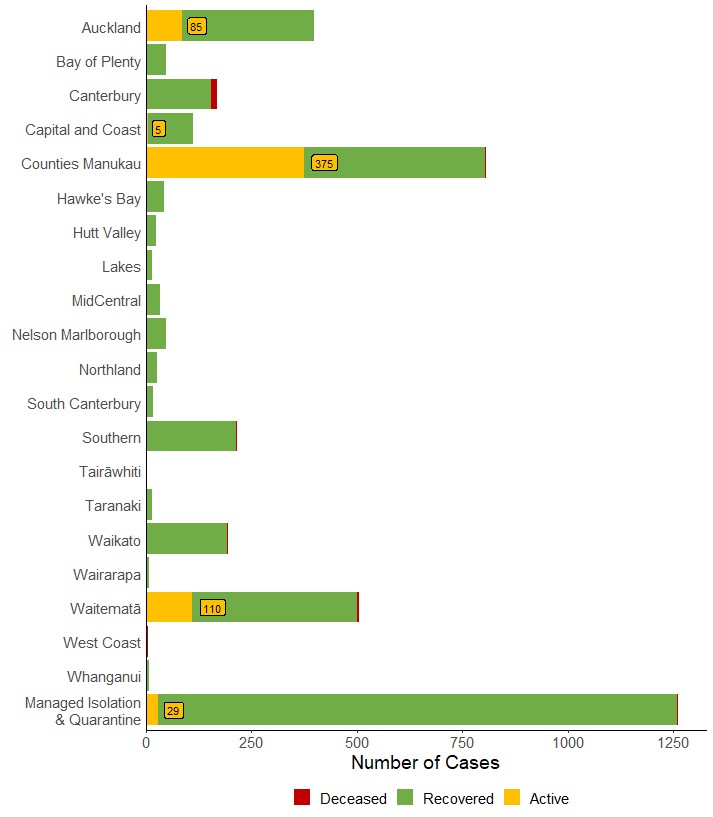 Auckland
85
Bay of Plenty
Canterbury
Capital and Coast
5
Counties Manukau
375
Hawke's Bay
Hutt Valley
Lakes
MidCentral
Nelson Marlborough
Northland
South Canterbury
Southern
Tairāwhiti
Taranaki
Waikato
Wairarapa
Waitematā
110
West Coast
Whanganui
Managed Isolation
& Quarantine
29
0 250 500 750 1000 1250
Number of Cases
Deceased Recovered Active